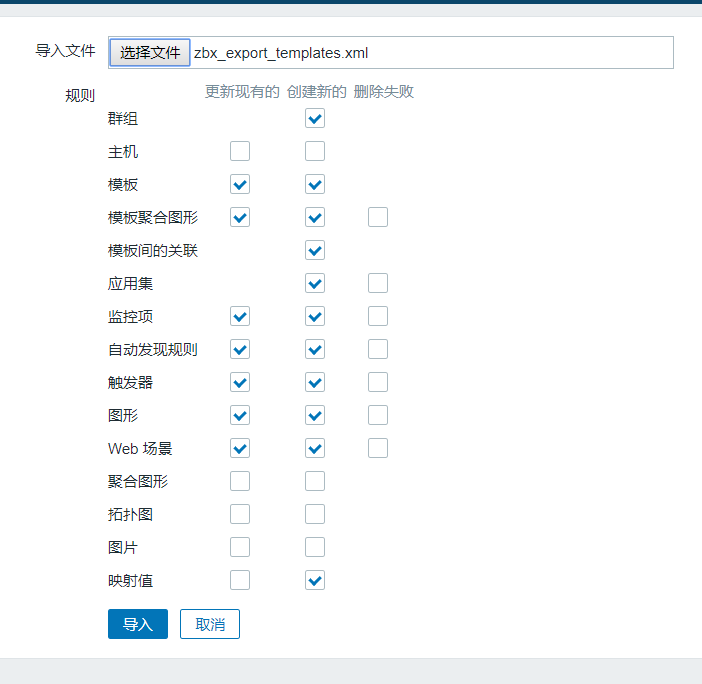 导入文件 选择文件 zbx_export_templates.xml
规则 更新现有的 创建新的 删除失败
群组
主机
模板
模板聚合图形
模板间的关联
应用集
监控项
自动发现规则
触发器
图形
Web 场景
聚合图形
拓扑图
图片
映射值
导入 取消